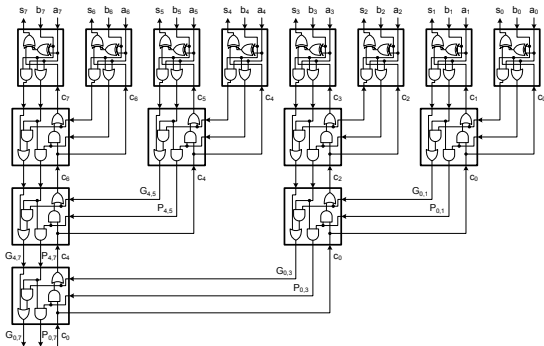 s7 b7 a7 s6 b6 a6 s5 b5 a5 s4 b4 a4 s3 b3 a3 s2 b2 a2 s1 b1 a1 s0 b0 a0
c7 c6 c5 c4 c3 c2 c1 c0
c6 c4 c2 c0
G4,5 G0,1
P4,5 P0,1
G4,7 P4,7 c4 G0,3 c0
P0,3
G0,7 P0,7 c0